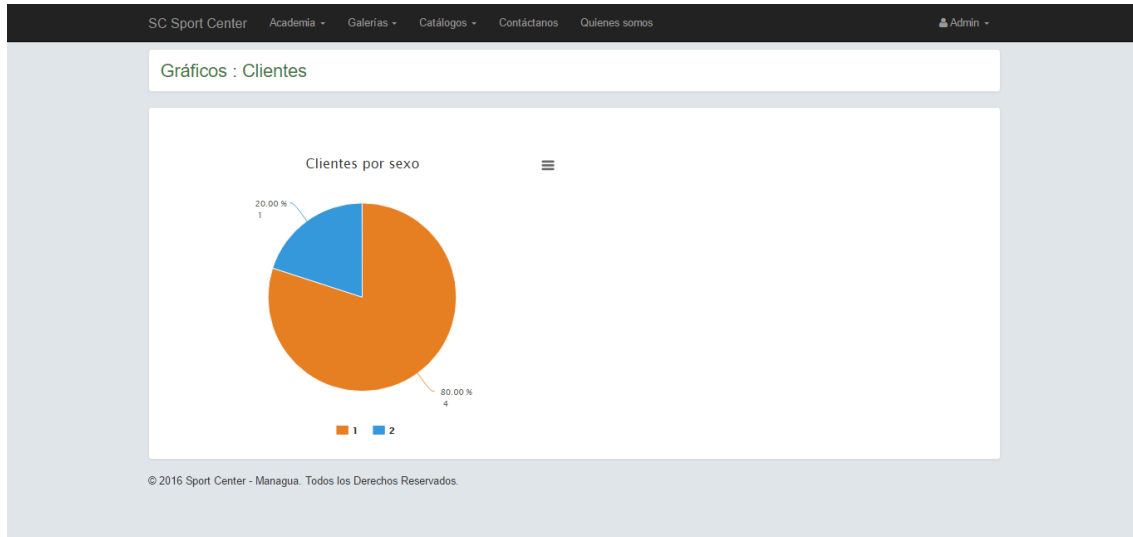 SC Sport Center Academia Galerías Catálogos Contáctanos Quienes somos Admin
Gráficos : Clientes
Clientes por sexo
20.00 %
1
80.00 %
4
1 2
© 2016 Sport Center - Managua. Todos los Derechos Reservados.